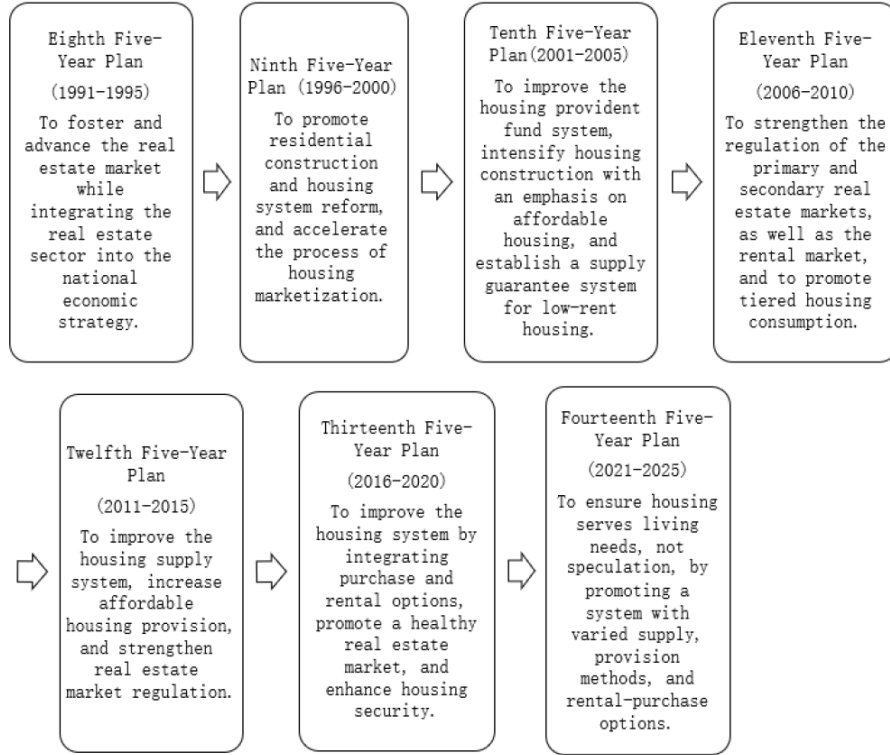 Eighth Five-
Year Plan
(1991-1995)
To foster and
advance the real
estate market
while
integrating the
real estate
sector into the
national
economic
strategy.
Ninth Five-Year
Plan (1996-2000)
To promote
residential
construction
and housing
system reform,
and accelerate
the process of
housing
marketization.
Tenth Five-Year
Plan(2001-2005)
To improve the
housing provident
fund system,
intensify housing
construction with
an emphasis on
affordable
housing, and
establish a supply
guarantee system
for low-rent
housing.
Eleventh Five-
Year Plan
(2006-2010)
To strengthen the
regulation of the
primary and
secondary real
estate markets,
as well as the
rental market,
and to promote
tiered housing
consumption.
Twelfth Five-Year
Plan
(2011-2015)
To improve the
housing supply
system, increase
affordable
housing provision,
and strengthen
real estate
market regulation.
Thirteenth Five-
Year Plan
(2016-2020)
To improve the
housing system by
integrating
purchase and
rental options,
promote a healthy
real estate
market, and
enhance housing
security.
Fourteenth Five-
Year Plan
(2021-2025)
To ensure housing
serves living
needs, not
speculation, by
promoting a
system with
varied supply,
provision
methods, and
rental-purchase
options.